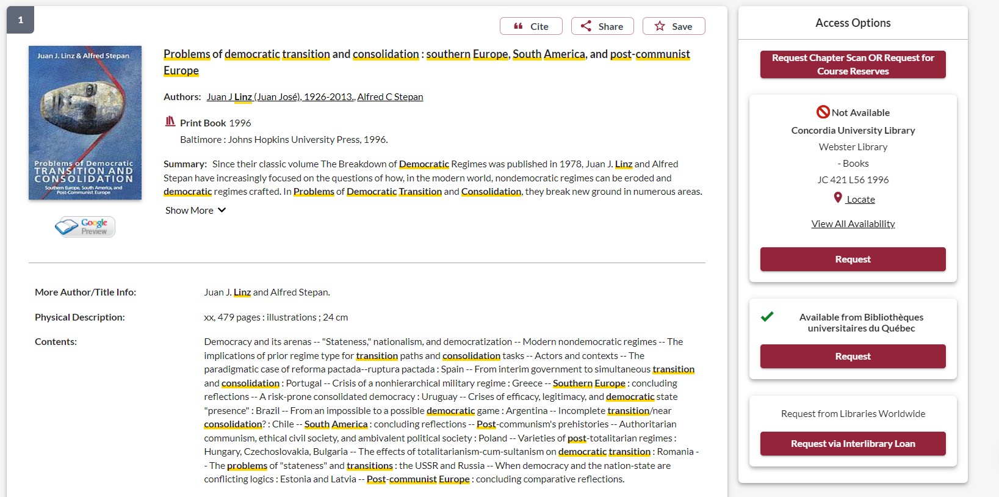 1
Cite
Share
Save
Juan J. Linz & Alfred Stepan
Problems of Democratic
TRANSITION AND
CONSOLIDATION
Southern Europe, South America, and
Post-Communist Europe
Google
Preview
Problems of democratic transition and consolidation : southern Europe, South America, and post-communist
Europe
Authors: Juan J Linz (Juan José), 1926-2013., Alfred C Stepan
Print Book 1996
Baltimore : Johns Hopkins University Press, 1996.
Summary: Since their classic volume The Breakdown of Democratic Regimes was published in 1978, Juan J. Linz and Alfred
Stepan have increasingly focused on the questions of how, in the modern world, nondemocratic regimes can be eroded and
democratic regimes crafted. In Problems of Democratic Transition and Consolidation, they break new ground in numerous areas.
Show More
More Author/Title Info: Juan J. Linz and Alfred Stepan.
Physical Description: xx, 479 pages : illustrations ; 24 cm
Contents: Democracy and its arenas -- "Stateness," nationalism, and democratization -- Modern nondemocratic regimes -- The
implications of prior regime type for transition paths and consolidation tasks -- Actors and contexts -- The
paradigmatic case of reforma pactada--ruptura pactada : Spain -- From interim government to simultaneous transition
and consolidation : Portugal -- Crisis of a nonhierarchical military regime : Greece -- Southern Europe : concluding
reflections -- A risk-prone consolidated democracy : Uruguay -- Crises of efficacy, legitimacy, and democratic state
"presence" : Brazil -- From an impossible to a possible democratic game : Argentina -- Incomplete transition/near
consolidation? : Chile -- South America : concluding reflections -- Post-communism's prehistories -- Authoritarian
communism, ethical civil society, and ambivalent political society : Poland -- Varieties of post-totalitarian regimes :
Hungary, Czechoslovakia, Bulgaria -- The effects of totalitarianism-cum-sultanism on democratic transition : Romania -
- The problems of "stateness" and transitions : the USSR and Russia -- When democracy and the nation-state are
conflicting logics : Estonia and Latvia -- Post-communist Europe : concluding comparative reflections.
Access Options
Request Chapter Scan OR Request for
Course Reserves
Not Available
Concordia University Library
Webster Library
- Books
JC 421 L56 1996
Locate
View All Availability
Request
Available from Bibliothèques
universitaires du Québec
Request
Request from Libraries Worldwide
Request via Interlibrary Loan